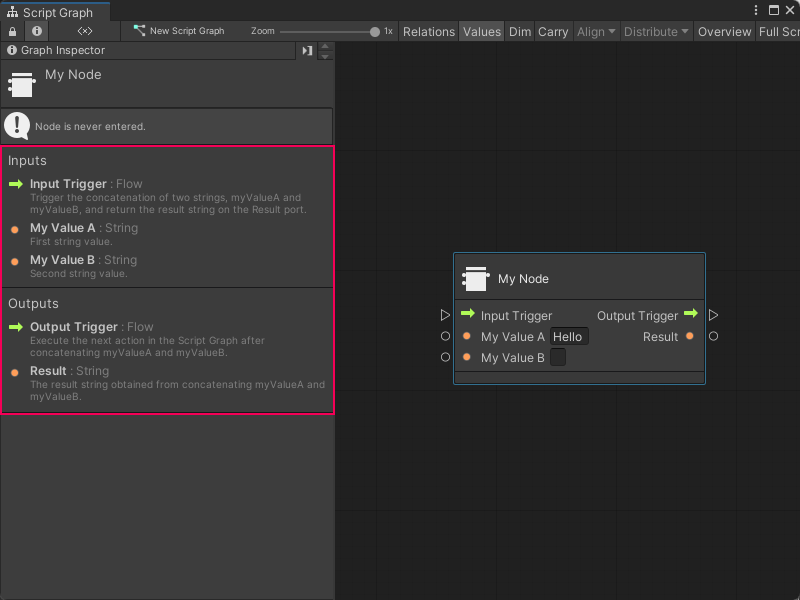 Script Graph
New Script Graph Zoom 1x Relations Values Dim Carry Align Distribute Overview Full Scr
Graph Inspector
My Node
Node is never entered.
Inputs
Input Trigger : Flow
Trigger the concatenation of two strings, myValueA and
myValueB, and return the result string on the Result port.
My Value A : String
First string value.
My Value B : String
Second string value.
Outputs
Output Trigger : Flow
Execute the next action in the Script Graph after
concatenating myValueA and myValueB.
Result : String
The result string obtained from concatenating myValueA and
myValueB.
My Node
Input Trigger Output Trigger
My Value A Hello Result
My Value B